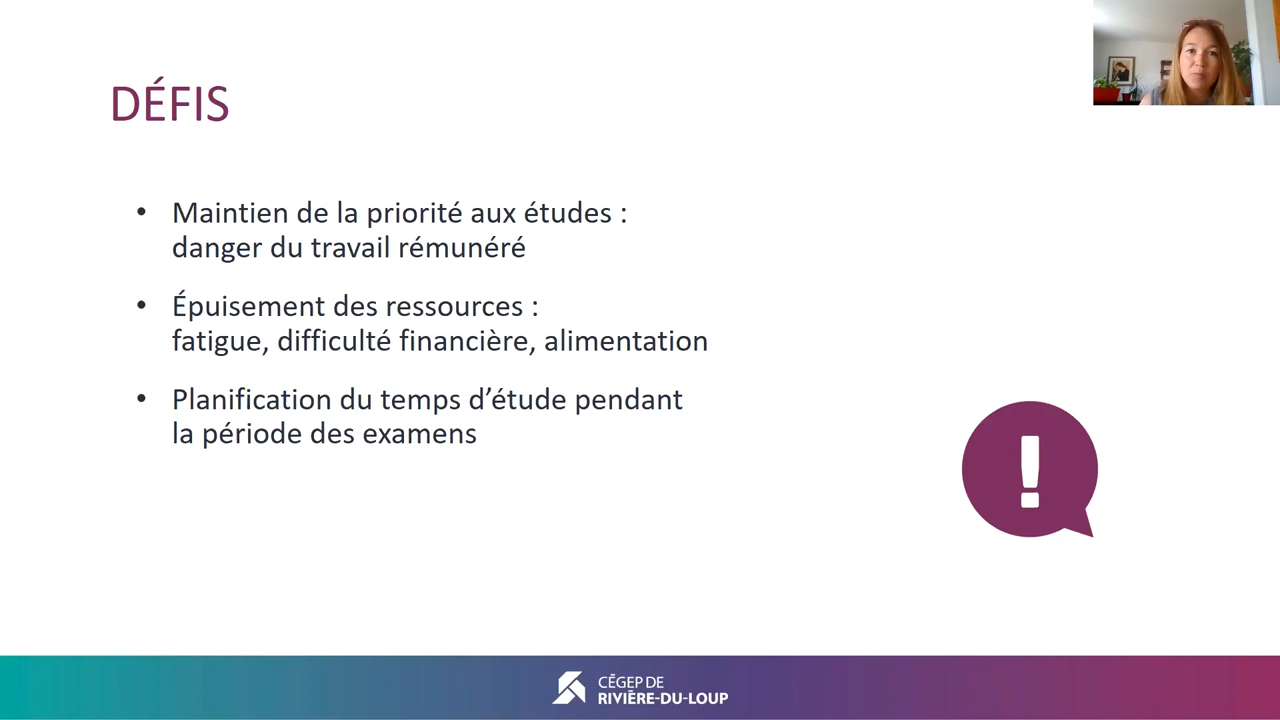 DÉFIS
• Maintien de la priorité aux études :
danger du travail rémunéré
• Épuisement des ressources :
fatigue, difficulté financière, alimentation
• Planification du temps d’étude pendant
la période des examens
!
CÉGEP DE
RIVIÈRE-DU-LOUP